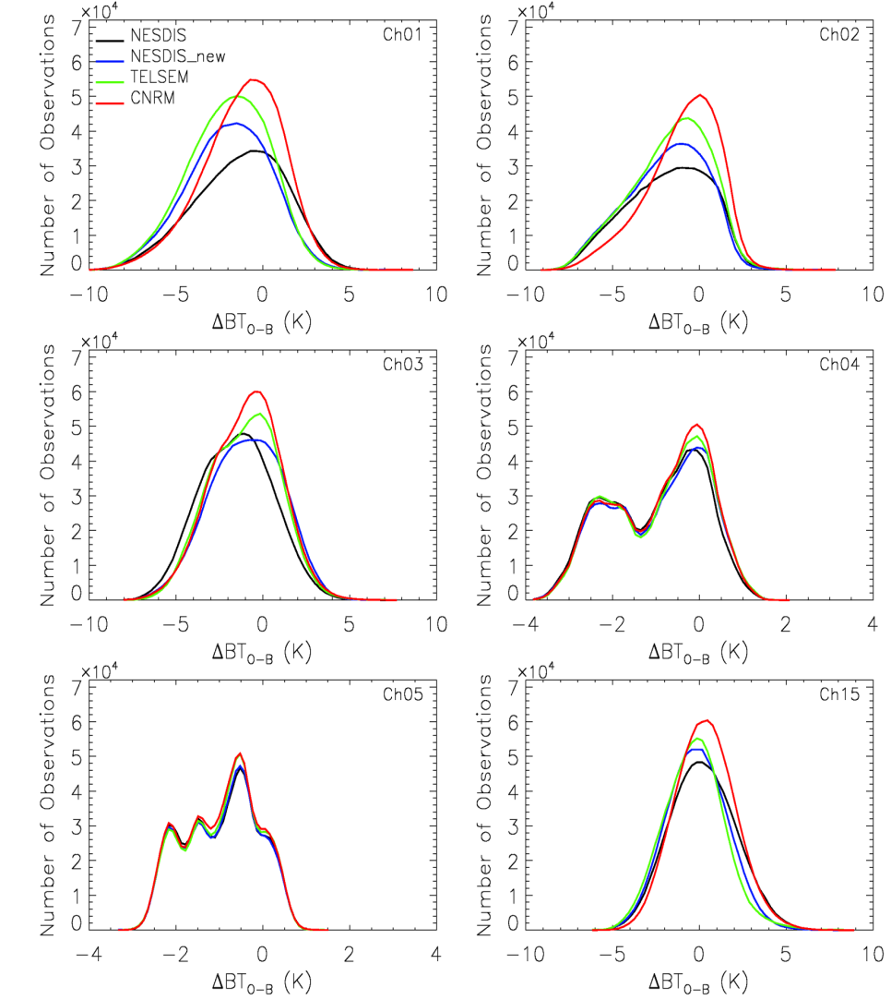 ×10⁴
Ch01
NESDIS
NESDIS_new
TELSEM
CNRM
Number of Observations
7
6
5
4
3
2
1
0
−10 −5 0 5 10
ΔBT_O−B (K)
×10⁴
Ch02
Number of Observations
7
6
5
4
3
2
1
0
−10 −5 0 5 10
ΔBT_O−B (K)
×10⁴
Ch03
Number of Observations
7
6
5
4
3
2
1
0
−10 −5 0 5 10
ΔBT_O−B (K)
×10⁴
Ch04
Number of Observations
7
6
5
4
3
2
1
0
−4 −2 0 2 4
ΔBT_O−B (K)
×10⁴
Ch05
Number of Observations
7
6
5
4
3
2
1
0
−4 −2 0 2 4
ΔBT_O−B (K)
×10⁴
Ch15
Number of Observations
7
6
5
4
3
2
1
0
−10 −5 0 5 10
ΔBT_O−B (K)